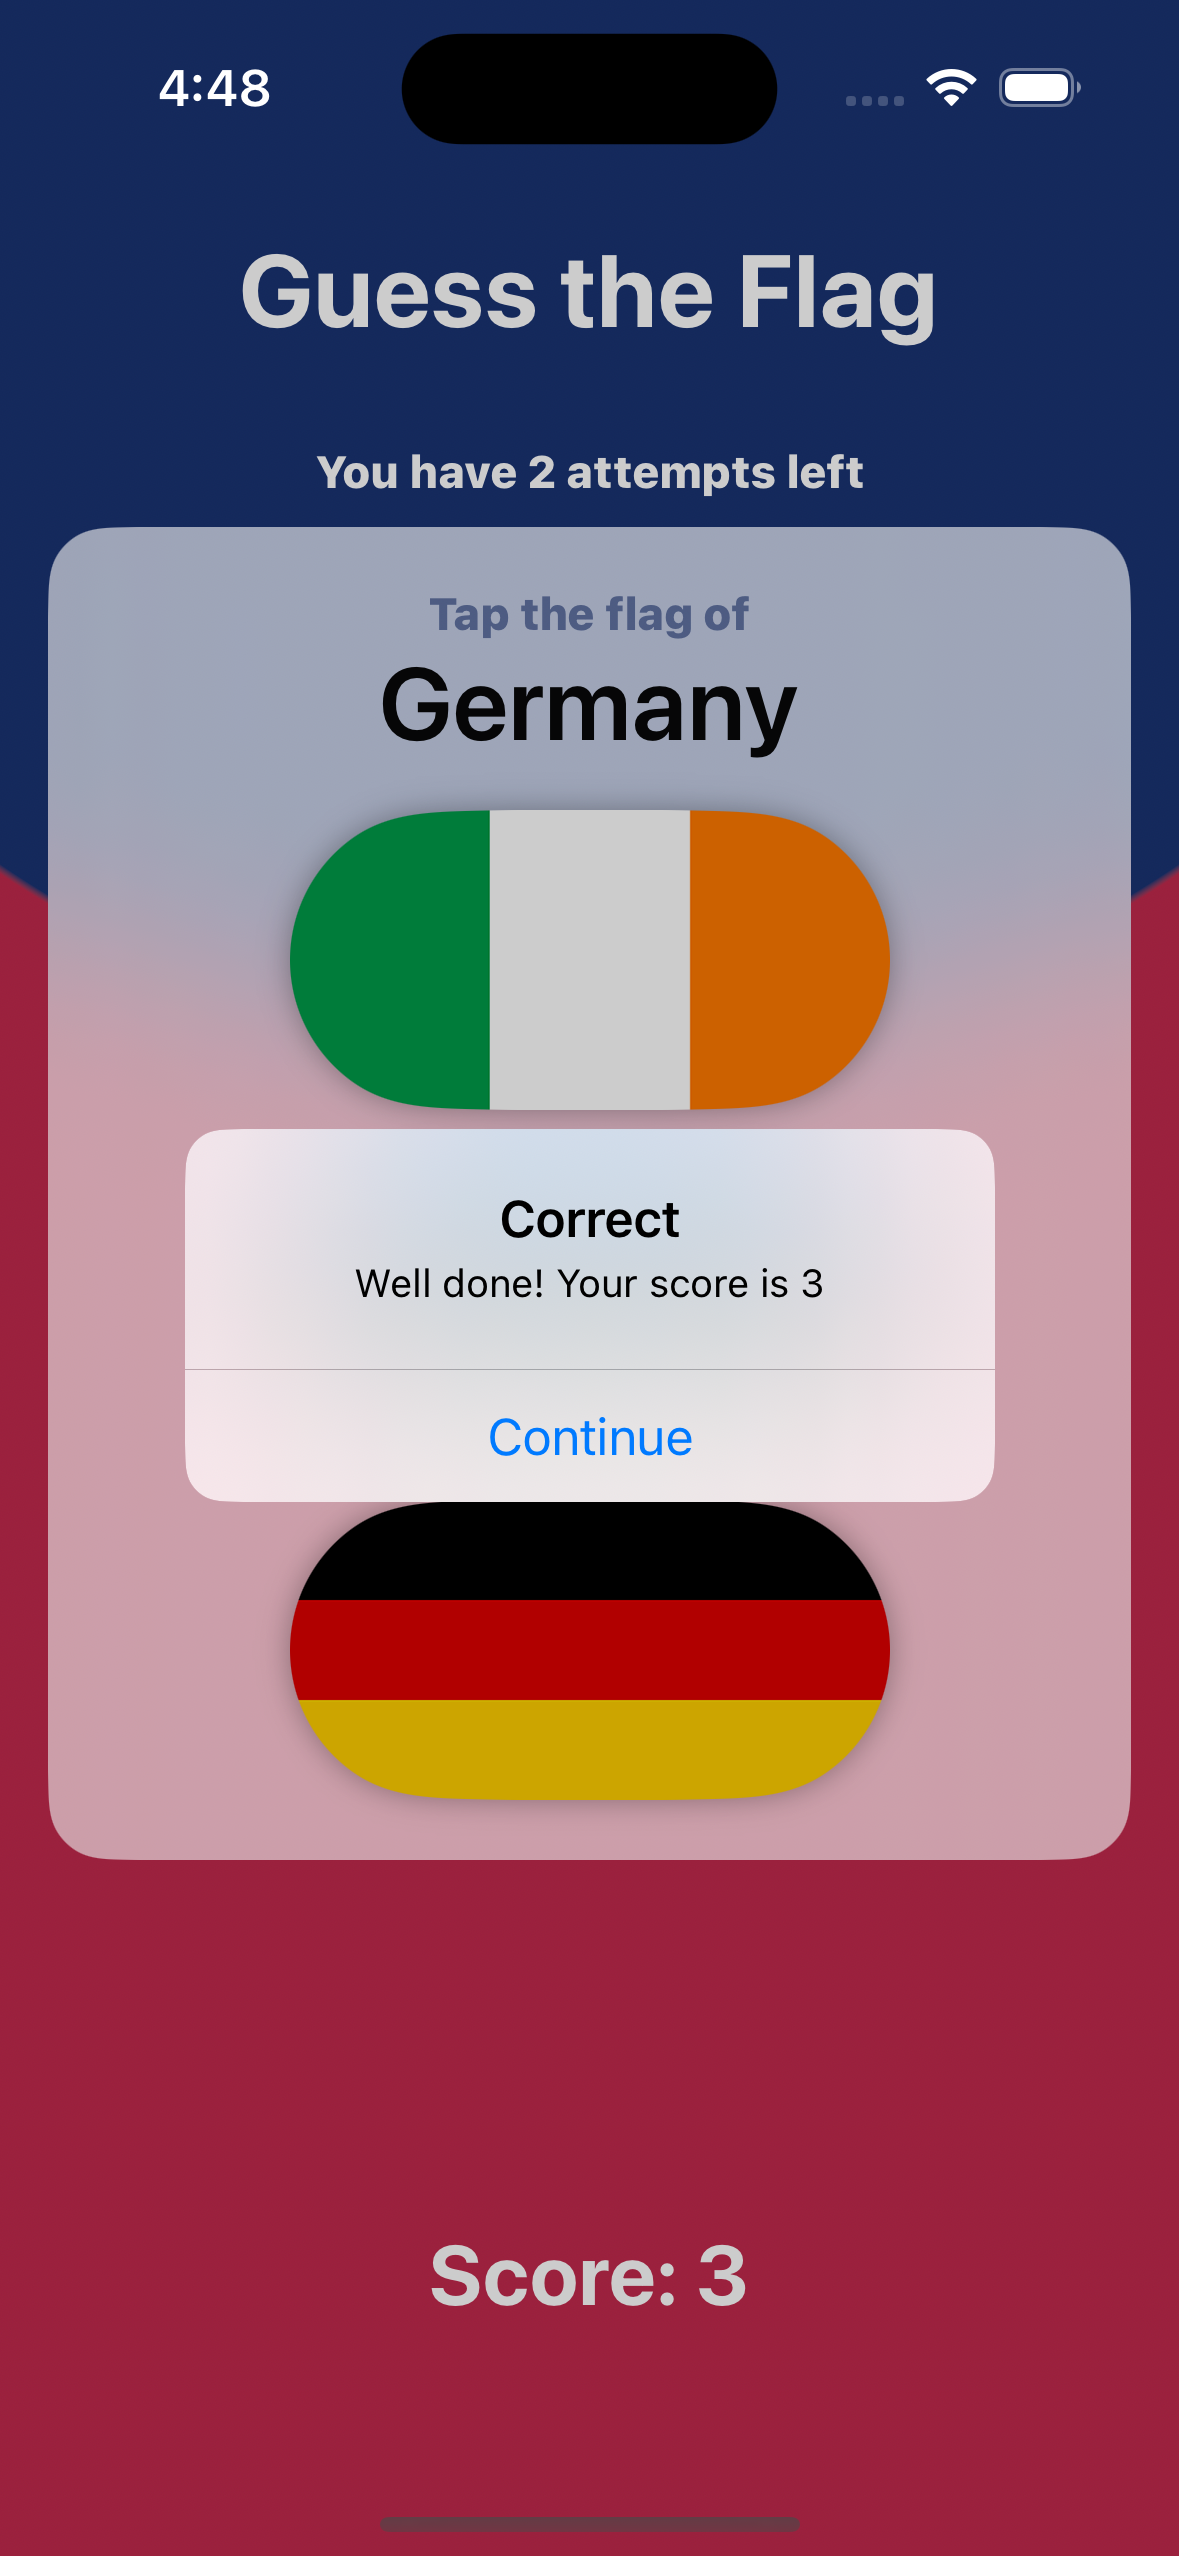 4:48
Guess the Flag
You have 2 attempts left
Tap the flag of
Germany
Correct
Well done! Your score is 3
Continue
Score: 3